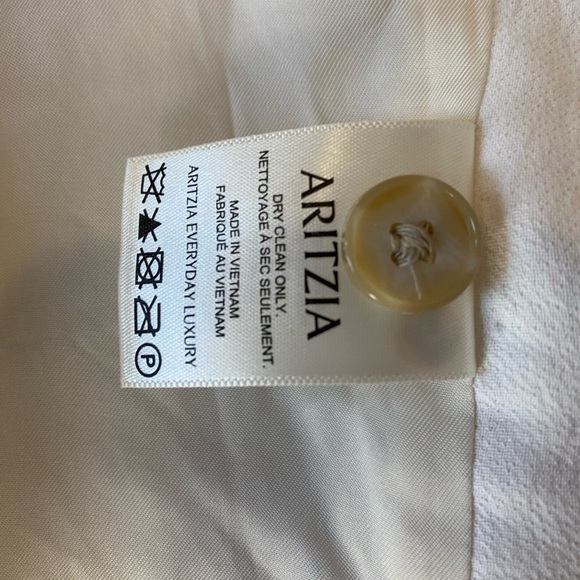 ARITZIA
DRY CLEAN ONLY.
NETTOYAGE À SEC SEULEMENT.
MADE IN VIETNAM
FABRIQUÉ AU VIETNAM
ARITZIA EVERYDAY LUXURY
P